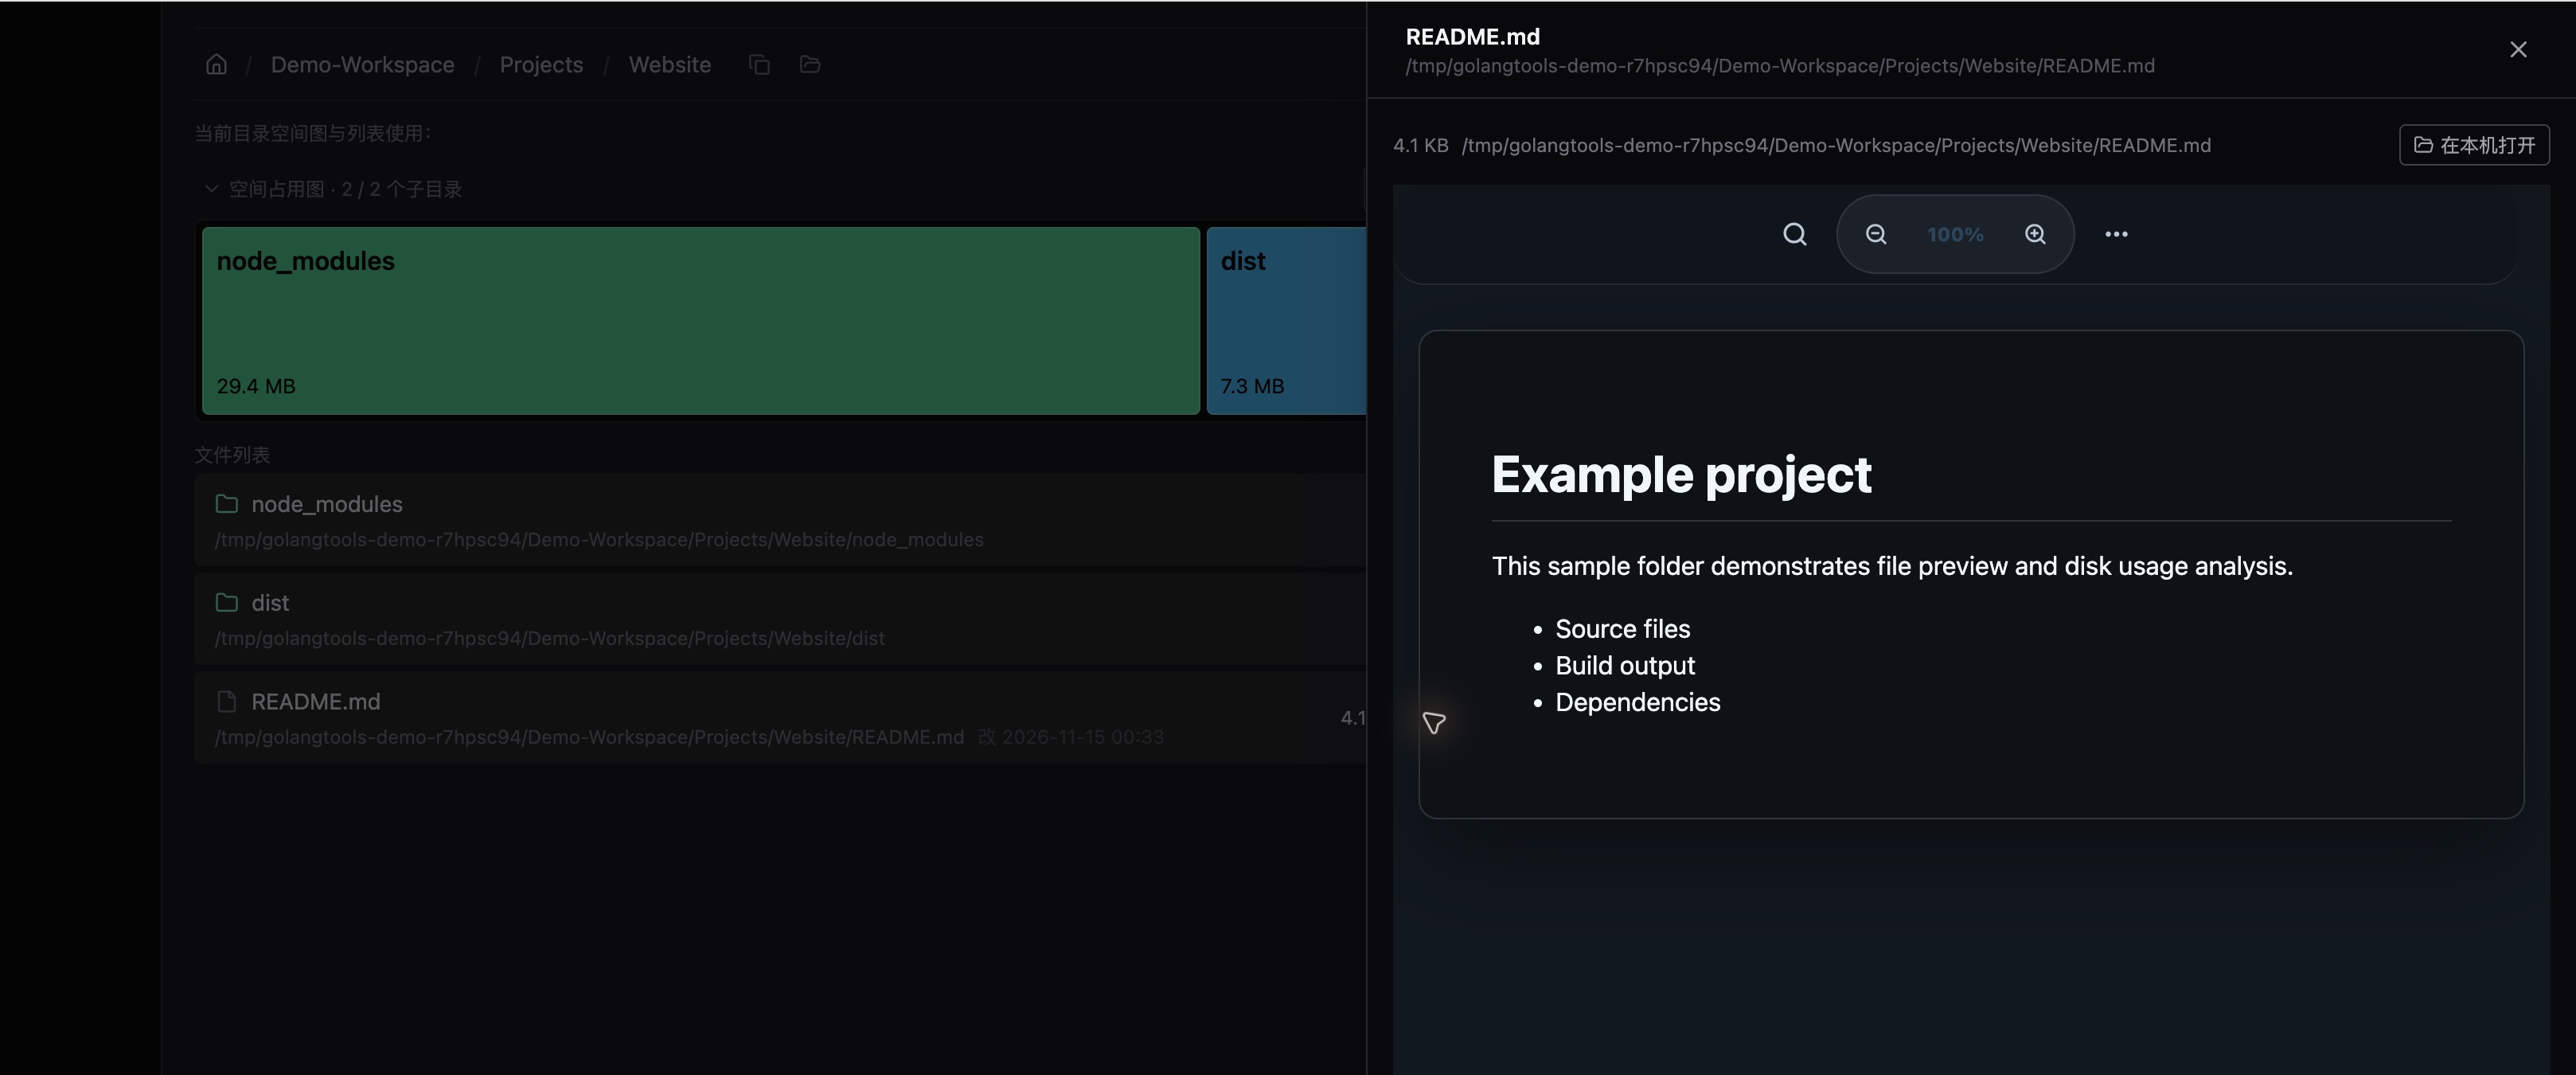 / Demo-Workspace / Projects / Website
当前目录空间图与列表使用：
空间占用图 · 2 / 2 个子目录
node_modules
29.4 MB
dist
7.3 MB
文件列表
node_modules
/tmp/golangtools-demo-r7hpsc94/Demo-Workspace/Projects/Website/node_modules
dist
/tmp/golangtools-demo-r7hpsc94/Demo-Workspace/Projects/Website/dist
README.md
4.1
/tmp/golangtools-demo-r7hpsc94/Demo-Workspace/Projects/Website/README.md 改 2026-11-15 00:33
README.md
/tmp/golangtools-demo-r7hpsc94/Demo-Workspace/Projects/Website/README.md
4.1 KB /tmp/golangtools-demo-r7hpsc94/Demo-Workspace/Projects/Website/README.md 在本机打开
100%
Example project
This sample folder demonstrates file preview and disk usage analysis.
• Source files
• Build output
• Dependencies